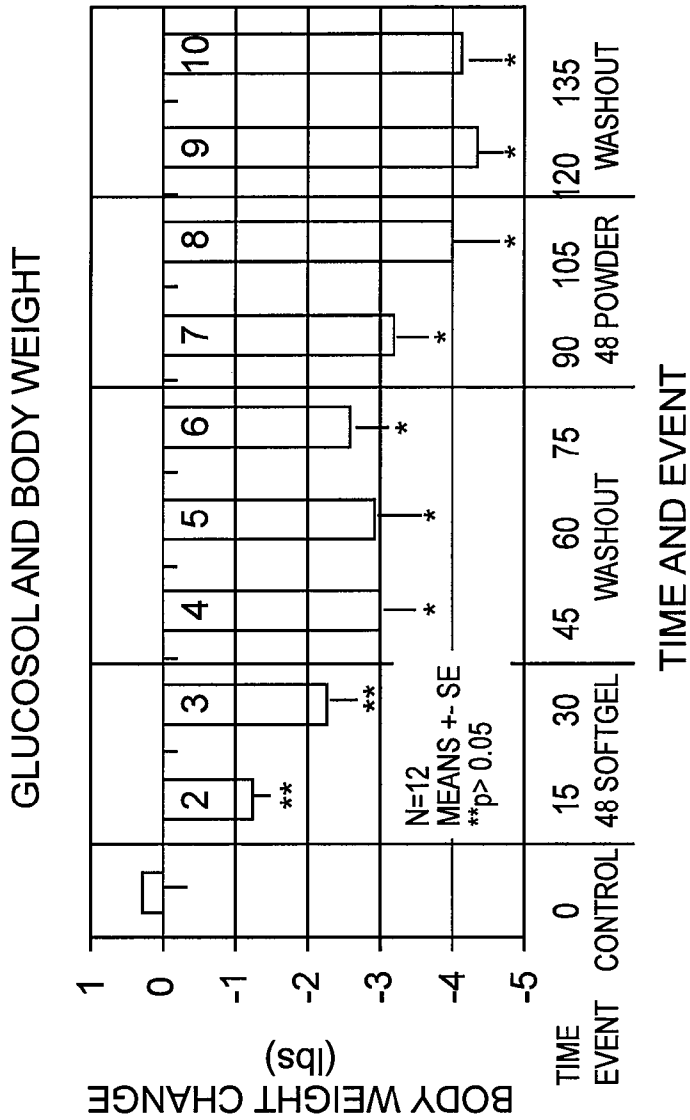 GLUCOSOL AND BODY WEIGHT
BODY WEIGHT CHANGE
(lbs)
1
0
-1
-2
-3
-4
-5
2
3
4
5
6
7
8
9
10
** ** * * * * * * *
N=12
MEANS +- SE
**p> 0.05
TIME 0 15 30 45 60 75 90 105 120 135
EVENT CONTROL 48 SOFTGEL WASHOUT 48 POWDER WASHOUT
TIME AND EVENT